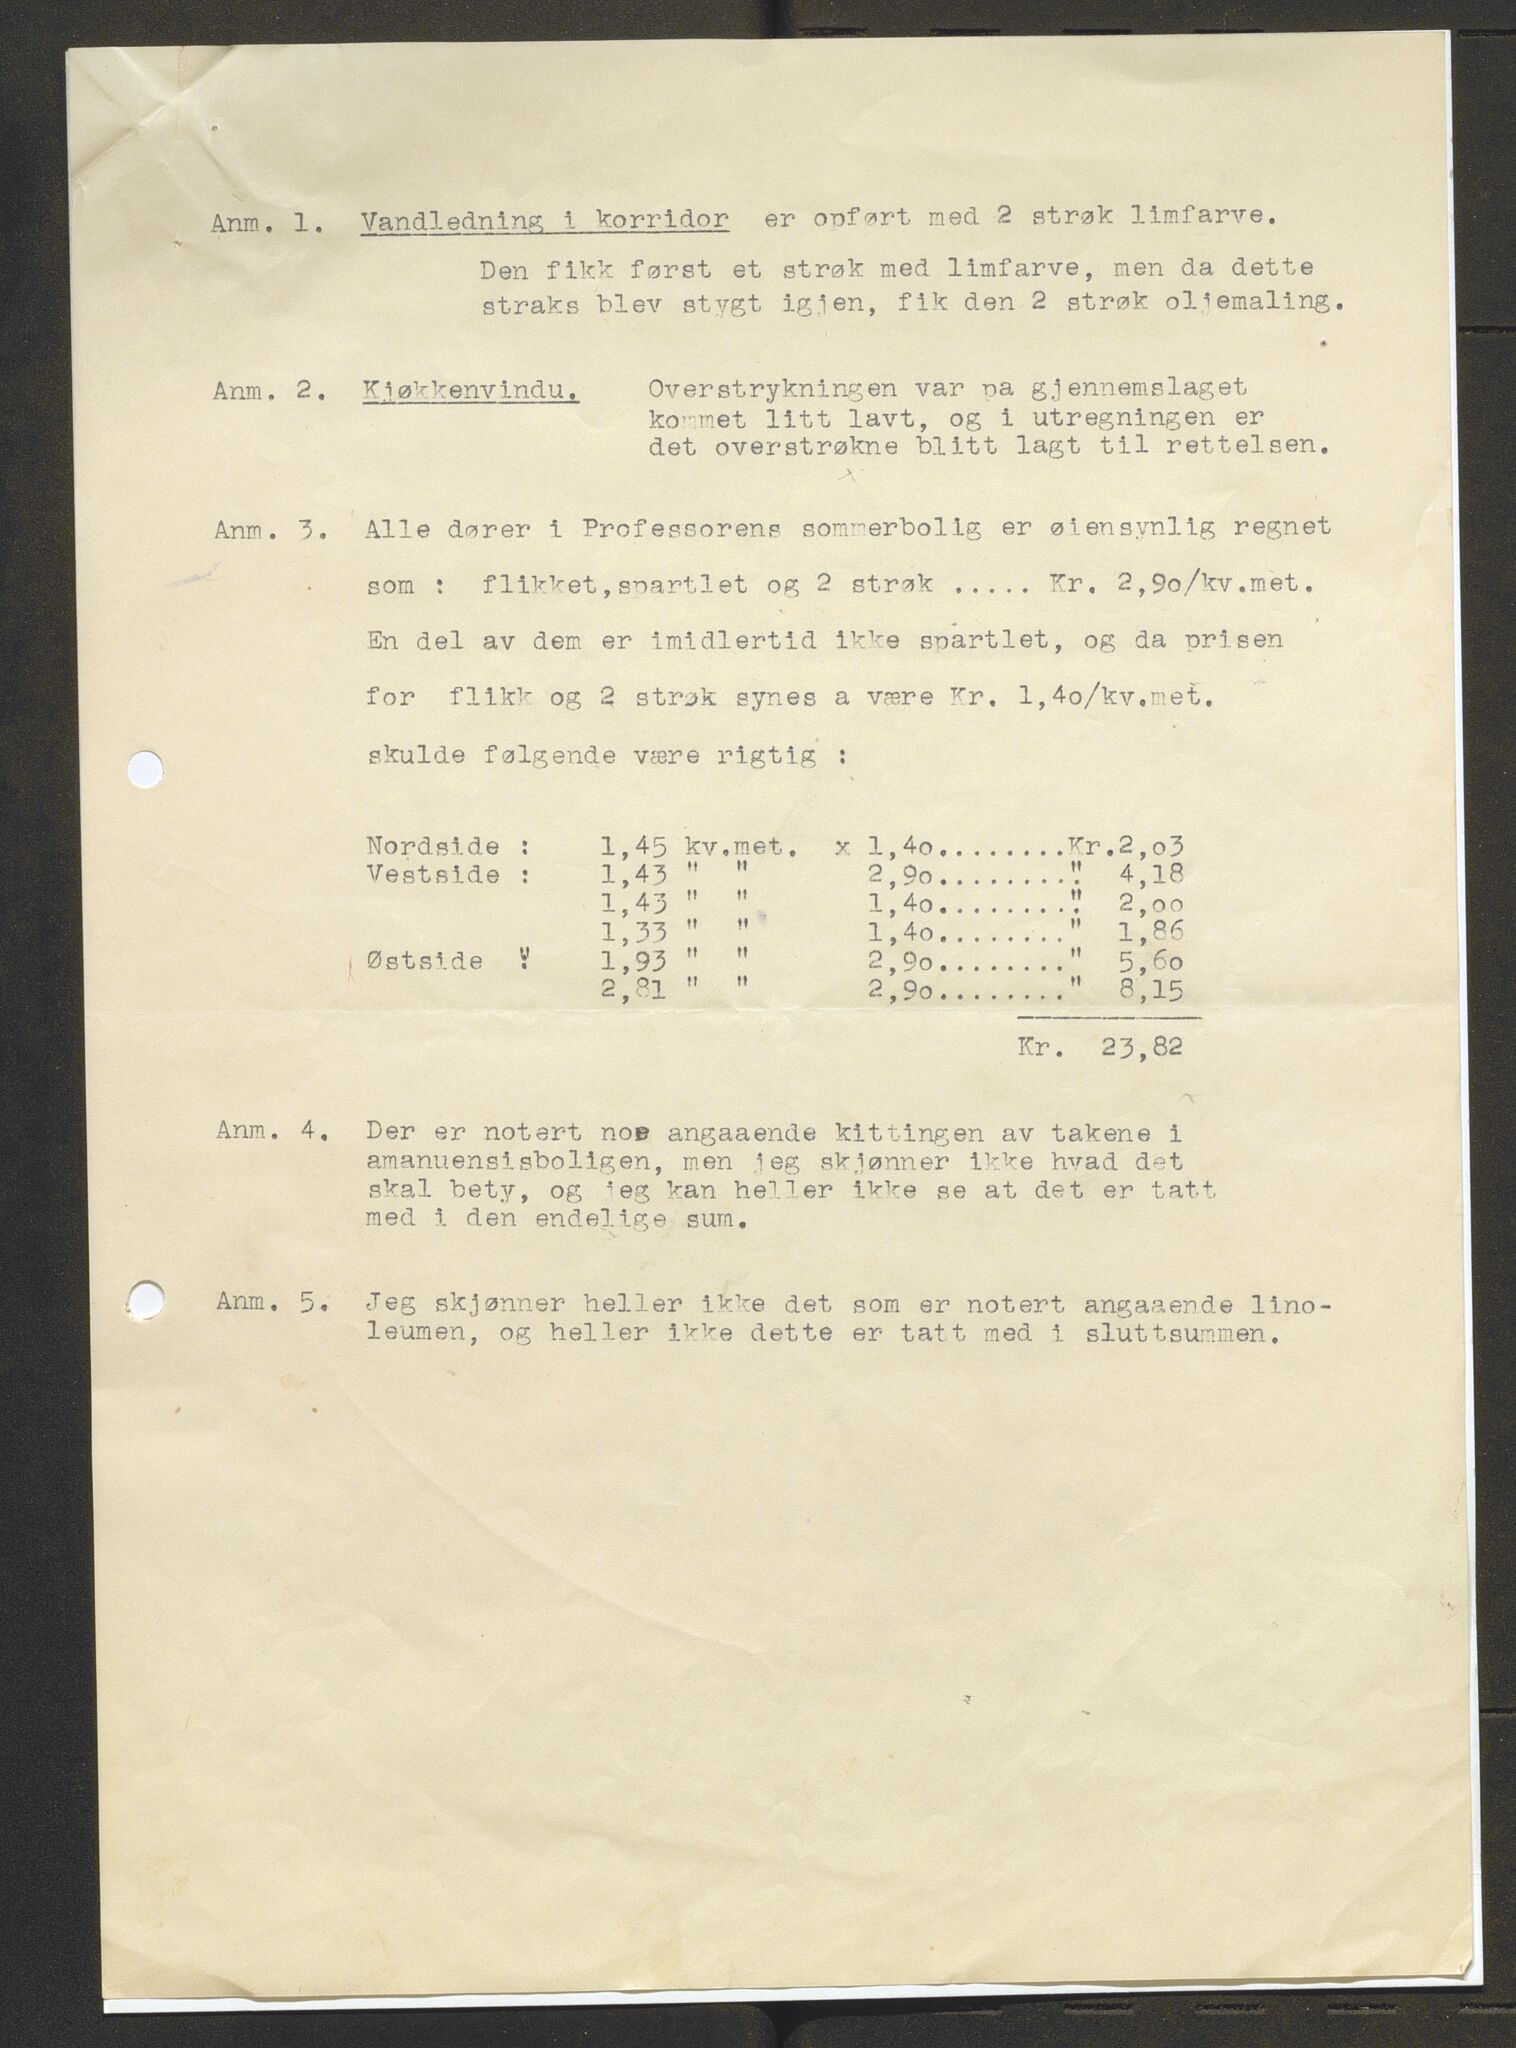 Anm. 1. Vandledning i korridor er opført med 2 strøk limfarve.
Den fikk først et strøk med limfarve, men da dette
straks blev stygt igjen, fik den 2 strøk oljemaling.
Anm. 2. Kjøkkenvindu. Overstrykningen var pa gjennemslaget
kommet litt lavt, og i utregningen er
det overstrøkne blitt lagt til rettelsen.
Anm. 3. Alle dører i Professorens sommerbolig er øiensynlig regnet
som : flikket,spartlet og 2 strøk ..... Kr. 2,9o/kv.met.
En del av dem er imidlertid ikke spartlet, og da prisen
for flikk og 2 strøk synes a være Kr. 1,4o/kv.met.
skulde følgende være rigtig :
Nordside : 1,45 kv.met. x 1,4o........Kr.2,o3
Vestside : 1,43 " " 2,9o........." 4,18
1,43 " " 1,4o........." 2,oo
1,33 " " 1,4o........" 1,86
Østside : 1,93 " " 2,9o........" 5,6o
2,81 " " 2,9o........" 8,15
Kr. 23,82
Anm. 4. Der er notert noe angaaende kittingen av takene i
amanuensisboligen, men jeg skjønner ikke hvad det
skal bety, og jeg kan heller ikke se at det er tatt
med i den endelige sum.
Anm. 5. Jeg skjønner heller ikke det som er notert angaaende lino-
leumen, og heller ikke dette er tatt med i sluttsummen.